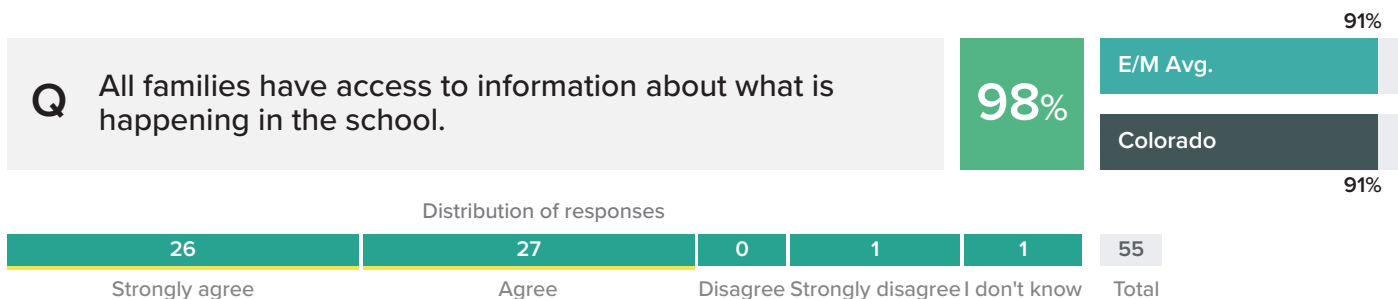 91%
Q
All families have access to information about what is
happening in the school.
98%
E/M Avg.
Colorado
91%
Distribution of responses
26 27 0 1 1 55
Strongly agree Agree Disagree Strongly disagree I don't know Total